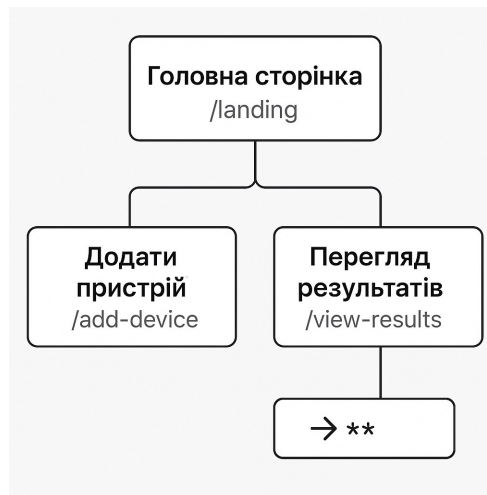 Головна сторінка
/landing
Додати
пристрій
/add-device
Перегляд
результатів
/view-results
→ **